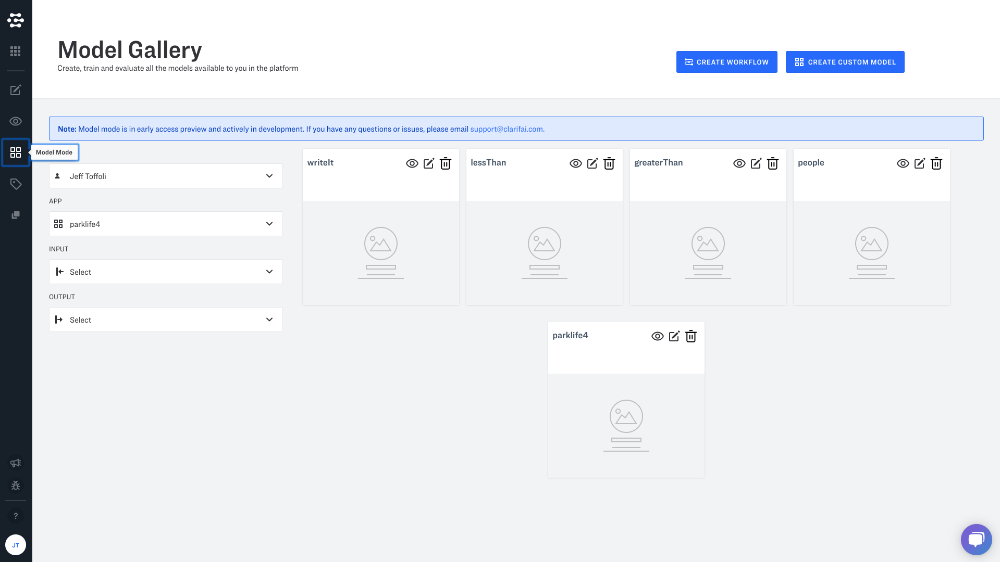 Model Gallery
Create, train and evaluate all the models available to you in the platform
CREATE WORKFLOW
CREATE CUSTOM MODEL
Note: Model mode is in early access preview and actively in development. If you have any questions or issues, please email support@clarifai.com.
Model Mode
Jeff Toffoli
APP
parklife4
INPUT
Select
OUTPUT
Select
writeIt
lessThan
greaterThan
people
parklife4
?
JT